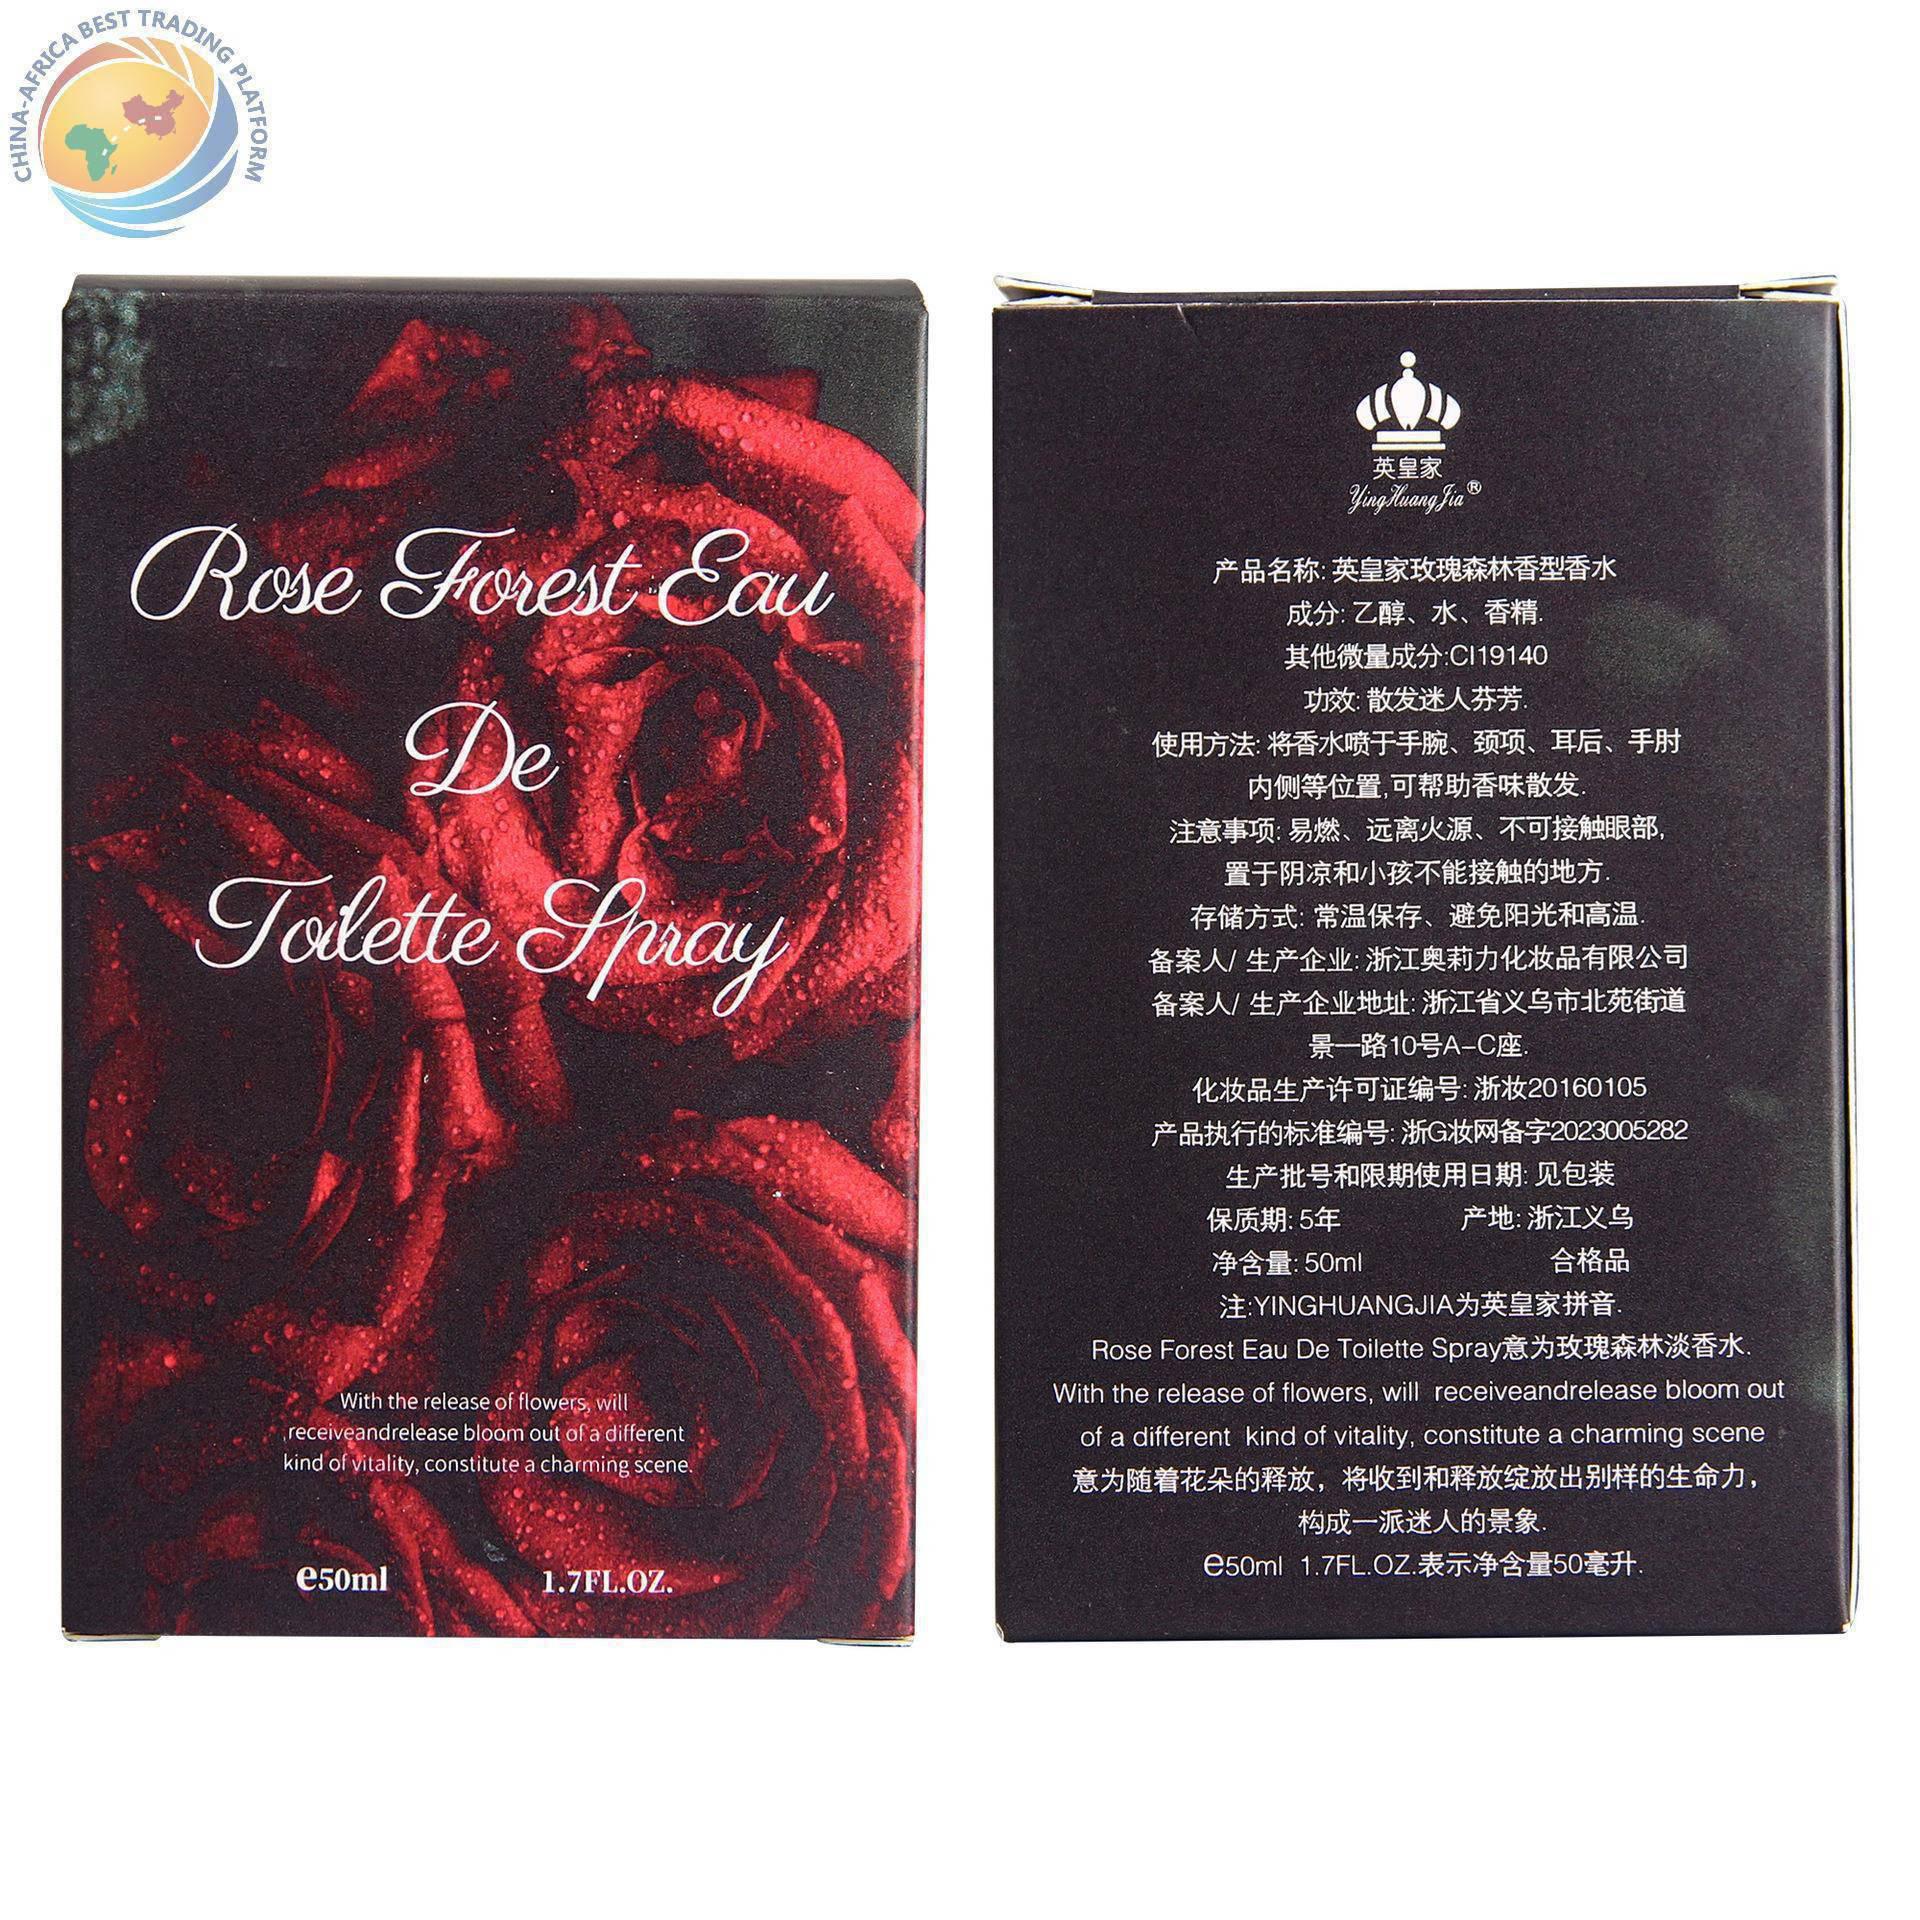 CHINA-AFRICA BEST TRADING PLATFORM
Rose Forest Eau
De
Toilette Spray
With the release of flowers, will
,receiveandrelease bloom out of a different
kind of vitality, constitute a charming scene.
e50ml 1.7FL.OZ.
英皇家
YingHuangJia®
产品名称: 英皇家玫瑰森林香型香水
成分: 乙醇、水、香精.
其他微量成分:CI19140
功效: 散发迷人芬芳.
使用方法: 将香水喷于手腕、颈项、耳后、手肘
内侧等位置,可帮助香味散发.
注意事项: 易燃、远离火源、不可接触眼部,
置于阴凉和小孩不能接触的地方.
存储方式: 常温保存、避免阳光和高温.
备案人/ 生产企业: 浙江奥莉力化妆品有限公司
备案人/ 生产企业地址: 浙江省义乌市北苑街道
景一路10号A-C座.
化妆品生产许可证编号: 浙妆20160105
产品执行的标准编号: 浙G妆网备字2023005282
生产批号和限期使用日期: 见包装
保质期: 5年 产地: 浙江义乌
净含量: 50ml 合格品
注:YINGHUANGJIA为英皇家拼音.
Rose Forest Eau De Toilette Spray意为玫瑰森林淡香水.
With the release of flowers, will receiveandrelease bloom out
of a different kind of vitality, constitute a charming scene
意为随着花朵的释放，将收到和释放绽放出别样的生命力，
构成一派迷人的景象.
e50ml 1.7FL.OZ.表示净含量50毫升.